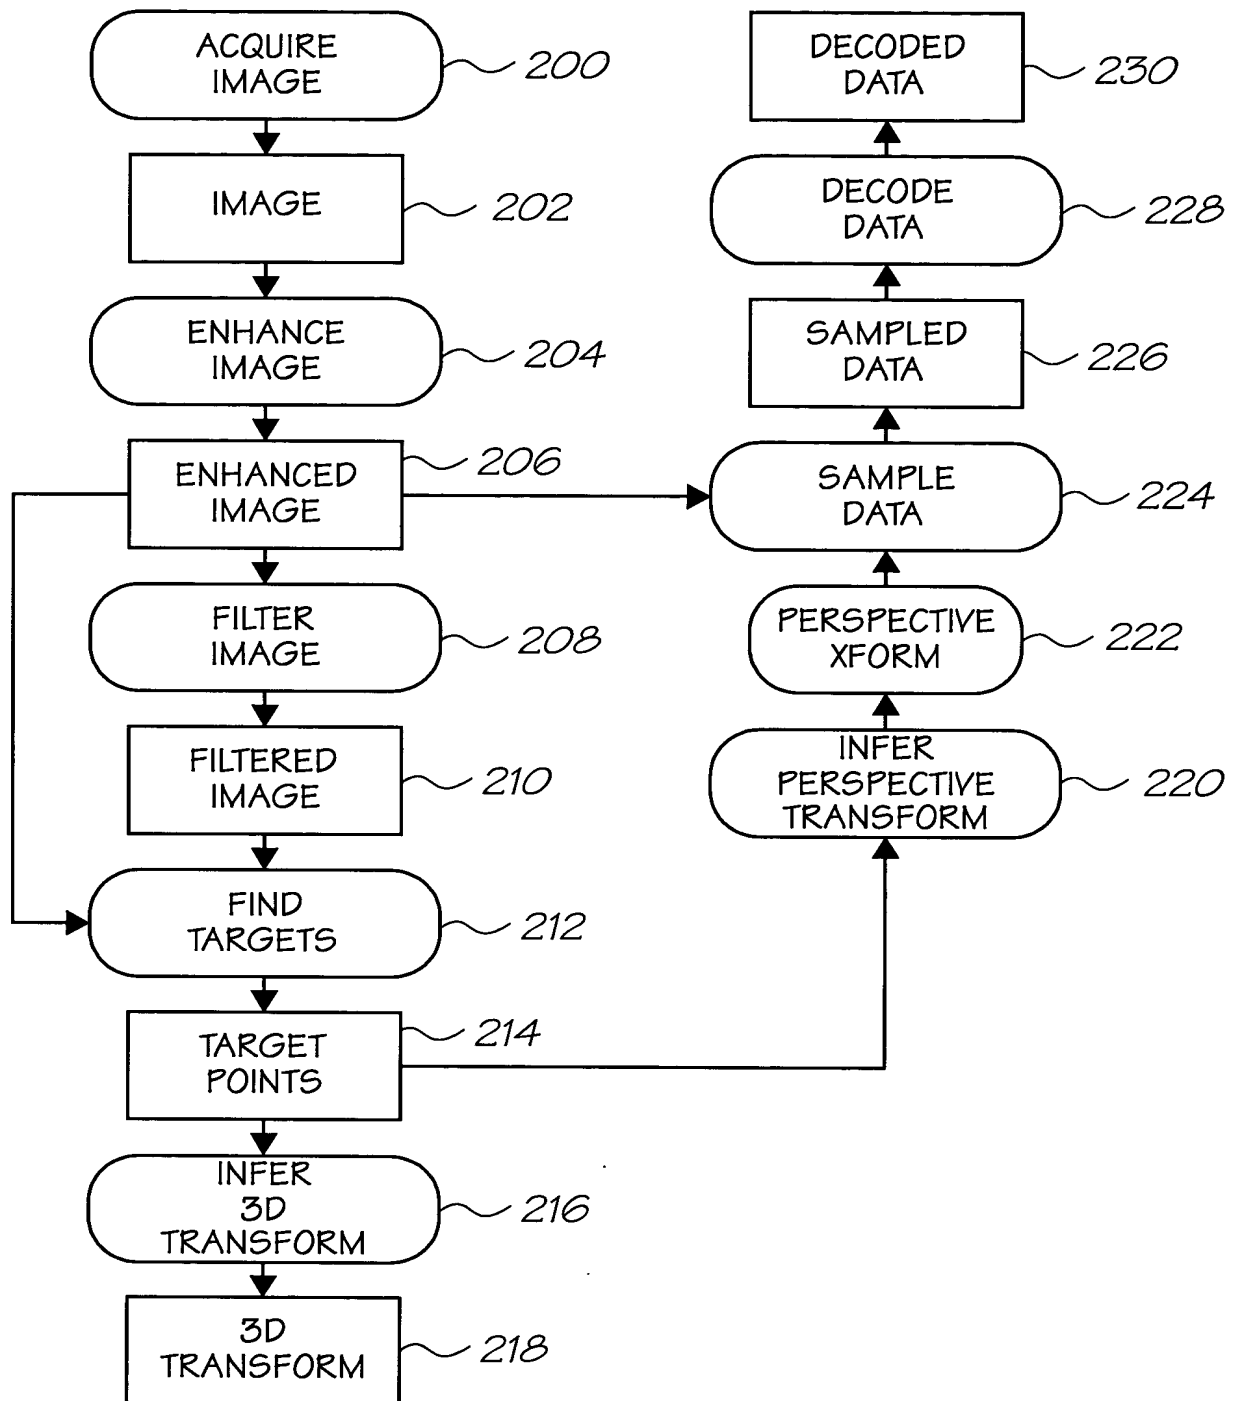 ACQUIRE
IMAGE
200
IMAGE
202
ENHANCE
IMAGE
204
ENHANCED
IMAGE
206
FILTER
IMAGE
208
FILTERED
IMAGE
210
FIND
TARGETS
212
TARGET
POINTS
214
INFER
3D
TRANSFORM
216
3D
TRANSFORM
218
DECODED
DATA
230
DECODE
DATA
228
SAMPLED
DATA
226
SAMPLE
DATA
224
PERSPECTIVE
XFORM
222
INFER
PERSPECTIVE
TRANSFORM
220